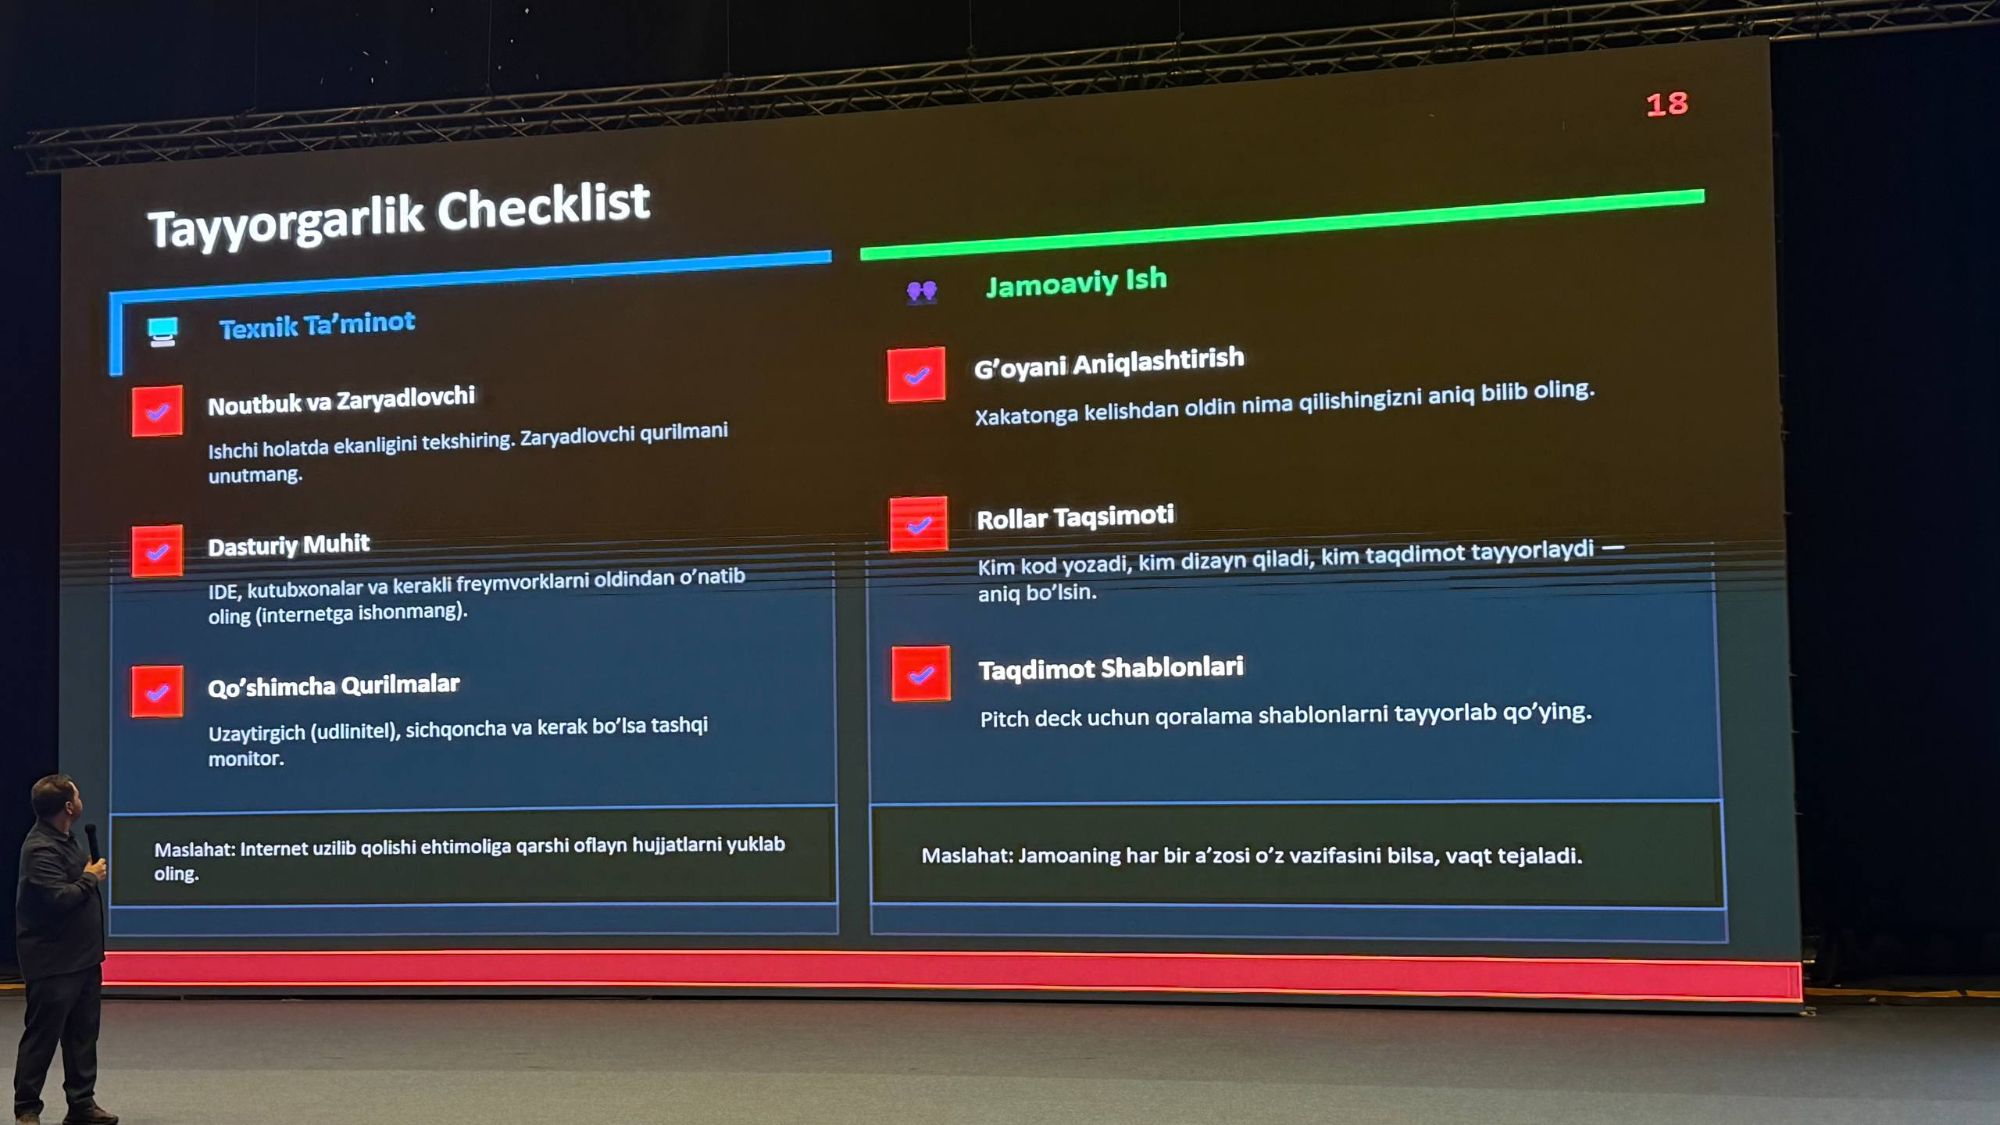 18
Tayyorgarlik Checklist
Texnik Ta’minot
Noutbuk va Zaryadlovchi
Ishchi holatda ekanligini tekshiring. Zaryadlovchi qurilmani
unutmang.
Dasturiy Muhit
IDE, kutubxonalar va kerakli freymvorklarni oldindan o’natib
oling (internetga ishonmang).
Qo’shimcha Qurilmalar
Uzaytirgich (udlinitel), sichqoncha va kerak bo’lsa tashqi
monitor.
Maslahat: Internet uzilib qolishi ehtimoliga qarshi oflayn hujjatlarni yuklab
oling.
Jamoaviy Ish
G’oyani Aniqlashtirish
Xakatonga kelishdan oldin nima qilishingizni aniq bilib oling.
Rollar Taqsimoti
Kim kod yozadi, kim dizayn qiladi, kim taqdimot tayyorlaydi —
aniq bo’lsin.
Taqdimot Shablonlari
Pitch deck uchun qoralama shablonlarni tayyorlab qo’ying.
Maslahat: Jamoaning har bir a’zosi o’z vazifasini bilsa, vaqt tejaladi.